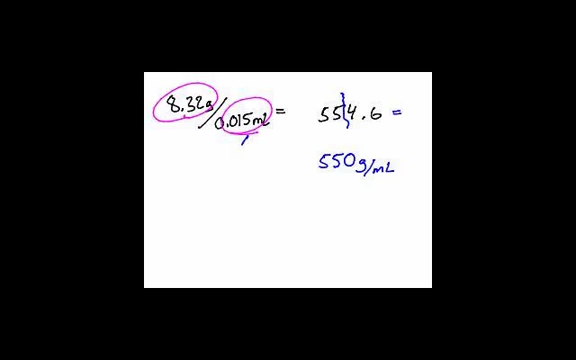 8.32g/0.015mL = 554.6 =
550g/mL